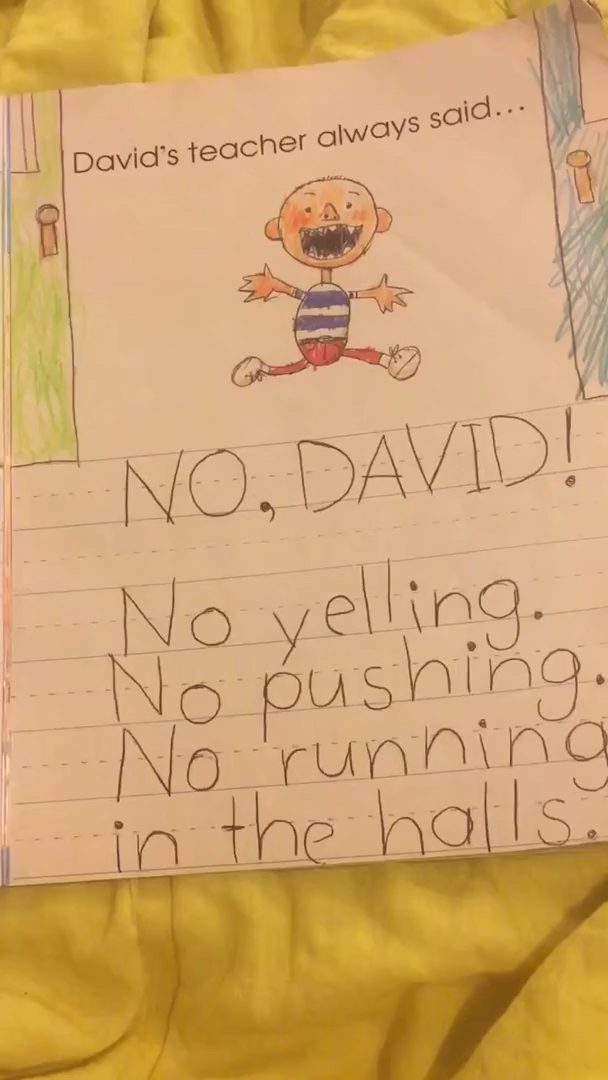 David's teacher always said...
NO, DAVID!
No yelling.
No pushing.
No running
in the halls.